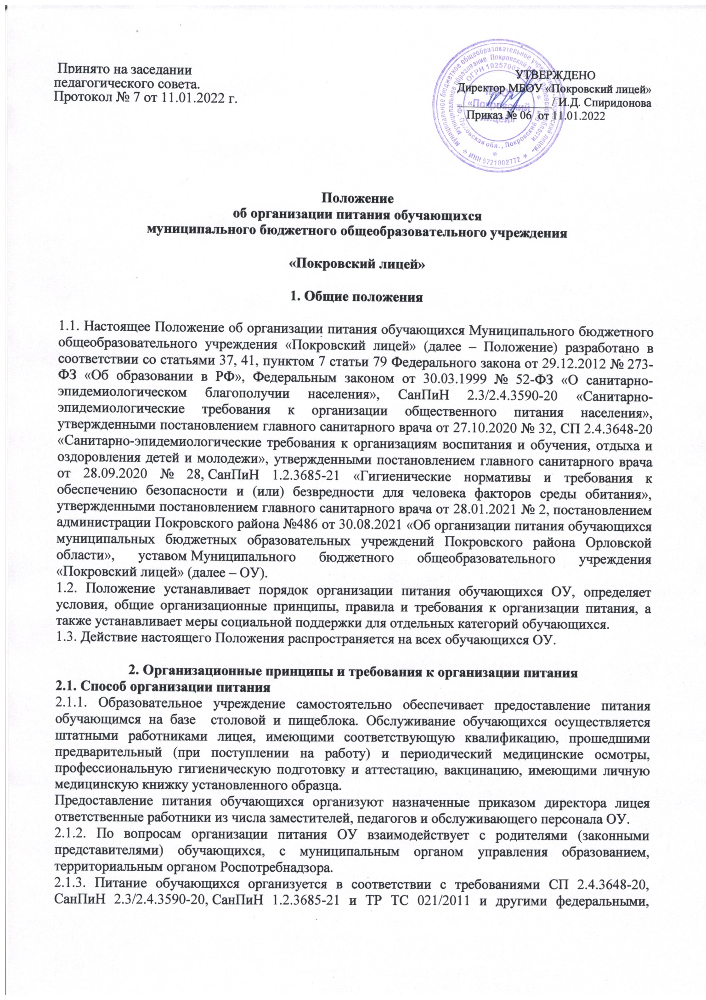 Принято на заседании
педагогического совета.
Протокол № 7 от 11.01.2022 г.
УТВЕРЖДЕНО
Директор МБОУ «Покровский лицей»
/ И.Д. Спиридонова
Приказ № 06 от 11.01.2022
Муниципальное бюджетное общеобразовательное учреждение «Покровский лицей»
Муниципальное образование Покровский район Орловской области
ОГРН 1025700
РФ, Орловская обл., Покровский р-н
* ИНН 5721002772 *
МБОУ
«Покровский
лицей»
Положение
об организации питания обучающихся
муниципального бюджетного общеобразовательного учреждения
«Покровский лицей»
1. Общие положения
1.1. Настоящее Положение об организации питания обучающихся Муниципального бюджетного
общеобразовательного учреждения «Покровский лицей» (далее – Положение) разработано в
соответствии со статьями 37, 41, пунктом 7 статьи 79 Федерального закона от 29.12.2012 № 273-
ФЗ «Об образовании в РФ», Федеральным законом от 30.03.1999 № 52-ФЗ «О санитарно-
эпидемиологическом благополучии населения», СанПиН 2.3/2.4.3590-20 «Санитарно-
эпидемиологические требования к организации общественного питания населения»,
утвержденными постановлением главного санитарного врача от 27.10.2020 № 32, СП 2.4.3648-20
«Санитарно-эпидемиологические требования к организациям воспитания и обучения, отдыха и
оздоровления детей и молодежи», утвержденными постановлением главного санитарного врача
от 28.09.2020 № 28, СанПиН 1.2.3685-21 «Гигиенические нормативы и требования к
обеспечению безопасности и (или) безвредности для человека факторов среды обитания»,
утвержденными постановлением главного санитарного врача от 28.01.2021 № 2, постановлением
администрации Покровского района №486 от 30.08.2021 «Об организации питания обучающихся
муниципальных бюджетных образовательных учреждений Покровского района Орловской
области», уставом Муниципального бюджетного общеобразовательного учреждения
«Покровский лицей» (далее – ОУ).
1.2. Положение устанавливает порядок организации питания обучающихся ОУ, определяет
условия, общие организационные принципы, правила и требования к организации питания, а
также устанавливает меры социальной поддержки для отдельных категорий обучающихся.
1.3. Действие настоящего Положения распространяется на всех обучающихся ОУ.
2. Организационные принципы и требования к организации питания
2.1. Способ организации питания
2.1.1. Образовательное учреждение самостоятельно обеспечивает предоставление питания
обучающимся на базе столовой и пищеблока. Обслуживание обучающихся осуществляется
штатными работниками лицея, имеющими соответствующую квалификацию, прошедшими
предварительный (при поступлении на работу) и периодический медицинские осмотры,
профессиональную гигиеническую подготовку и аттестацию, вакцинацию, имеющими личную
медицинскую книжку установленного образца.
Предоставление питания обучающихся организуют назначенные приказом директора лицея
ответственные работники из числа заместителей, педагогов и обслуживающего персонала ОУ.
2.1.2. По вопросам организации питания ОУ взаимодействует с родителями (законными
представителями) обучающихся, с муниципальным органом управления образованием,
территориальным органом Роспотребнадзора.
2.1.3. Питание обучающихся организуется в соответствии с требованиями СП 2.4.3648-20,
СанПиН 2.3/2.4.3590-20, СанПиН 1.2.3685-21 и ТР ТС 021/2011 и другими федеральными,